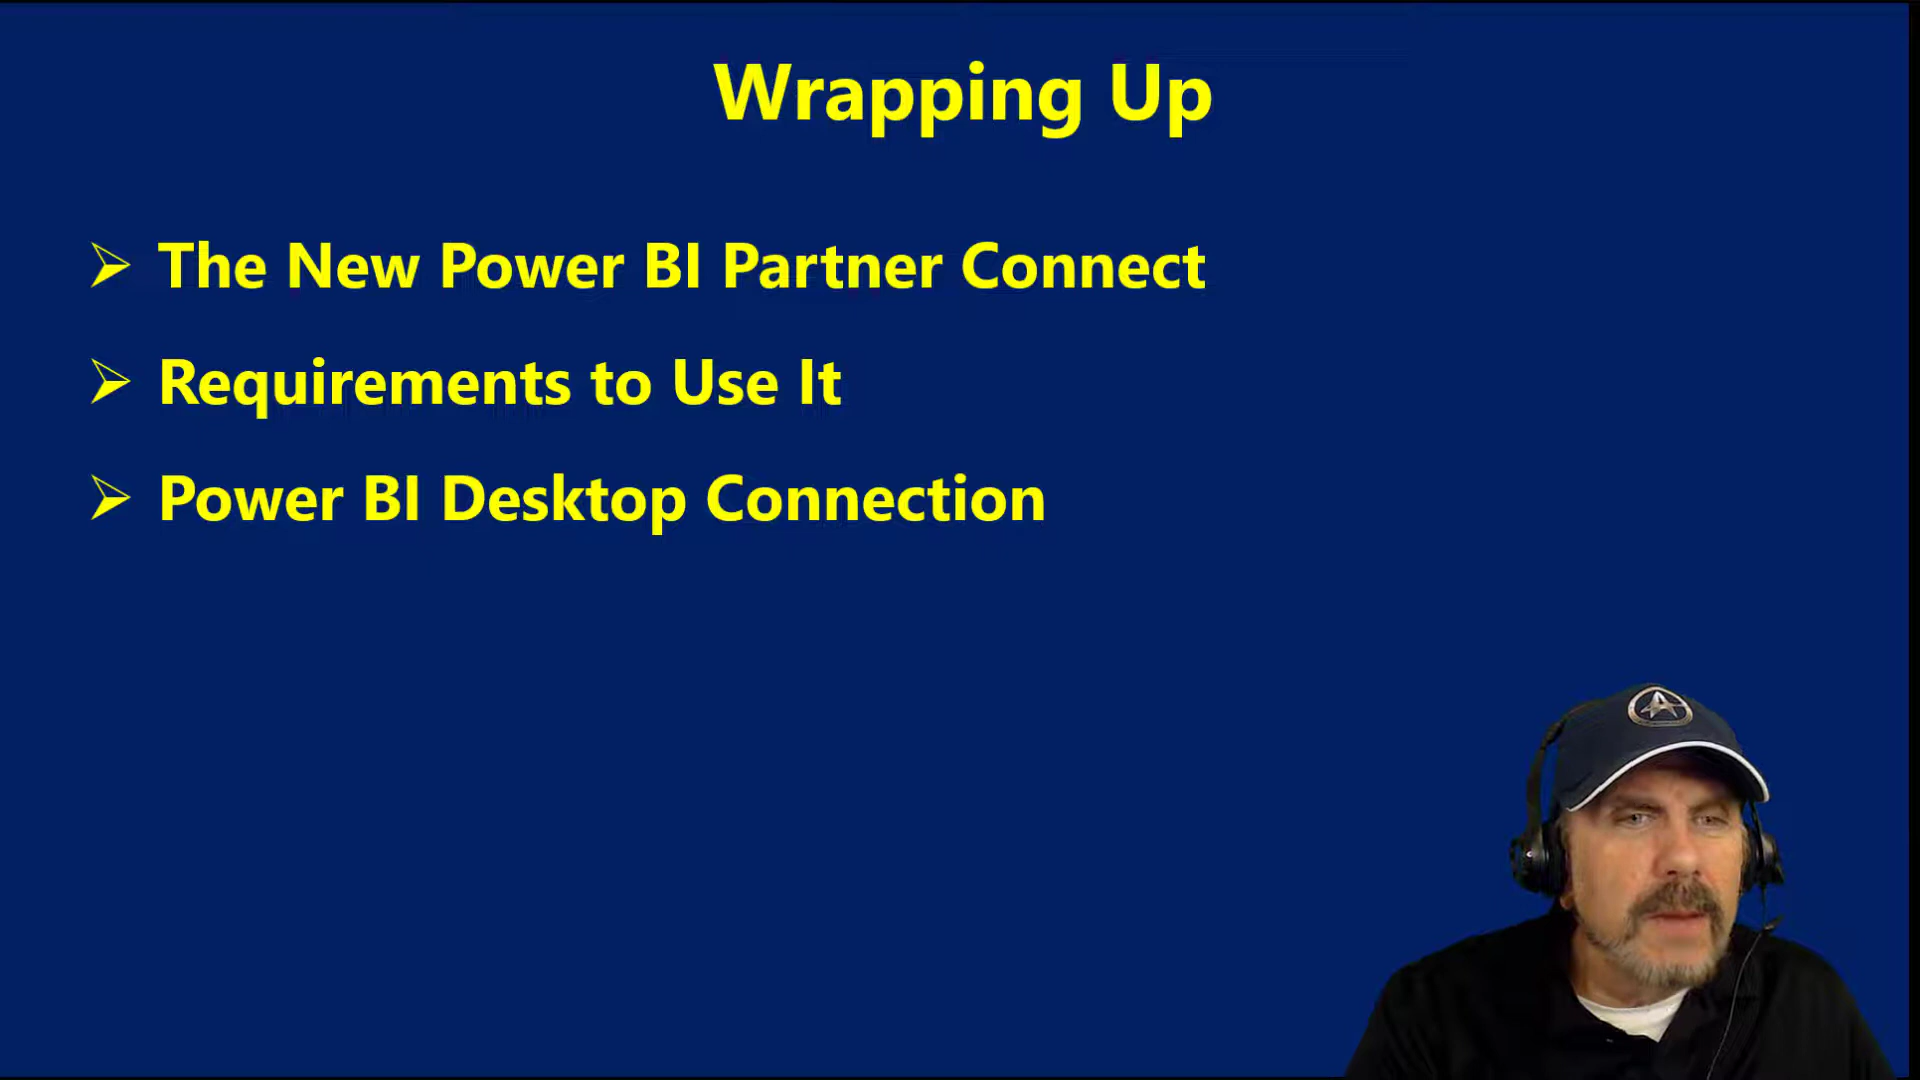 Wrapping Up
The New Power BI Partner Connect
Requirements to Use It
Power BI Desktop Connection